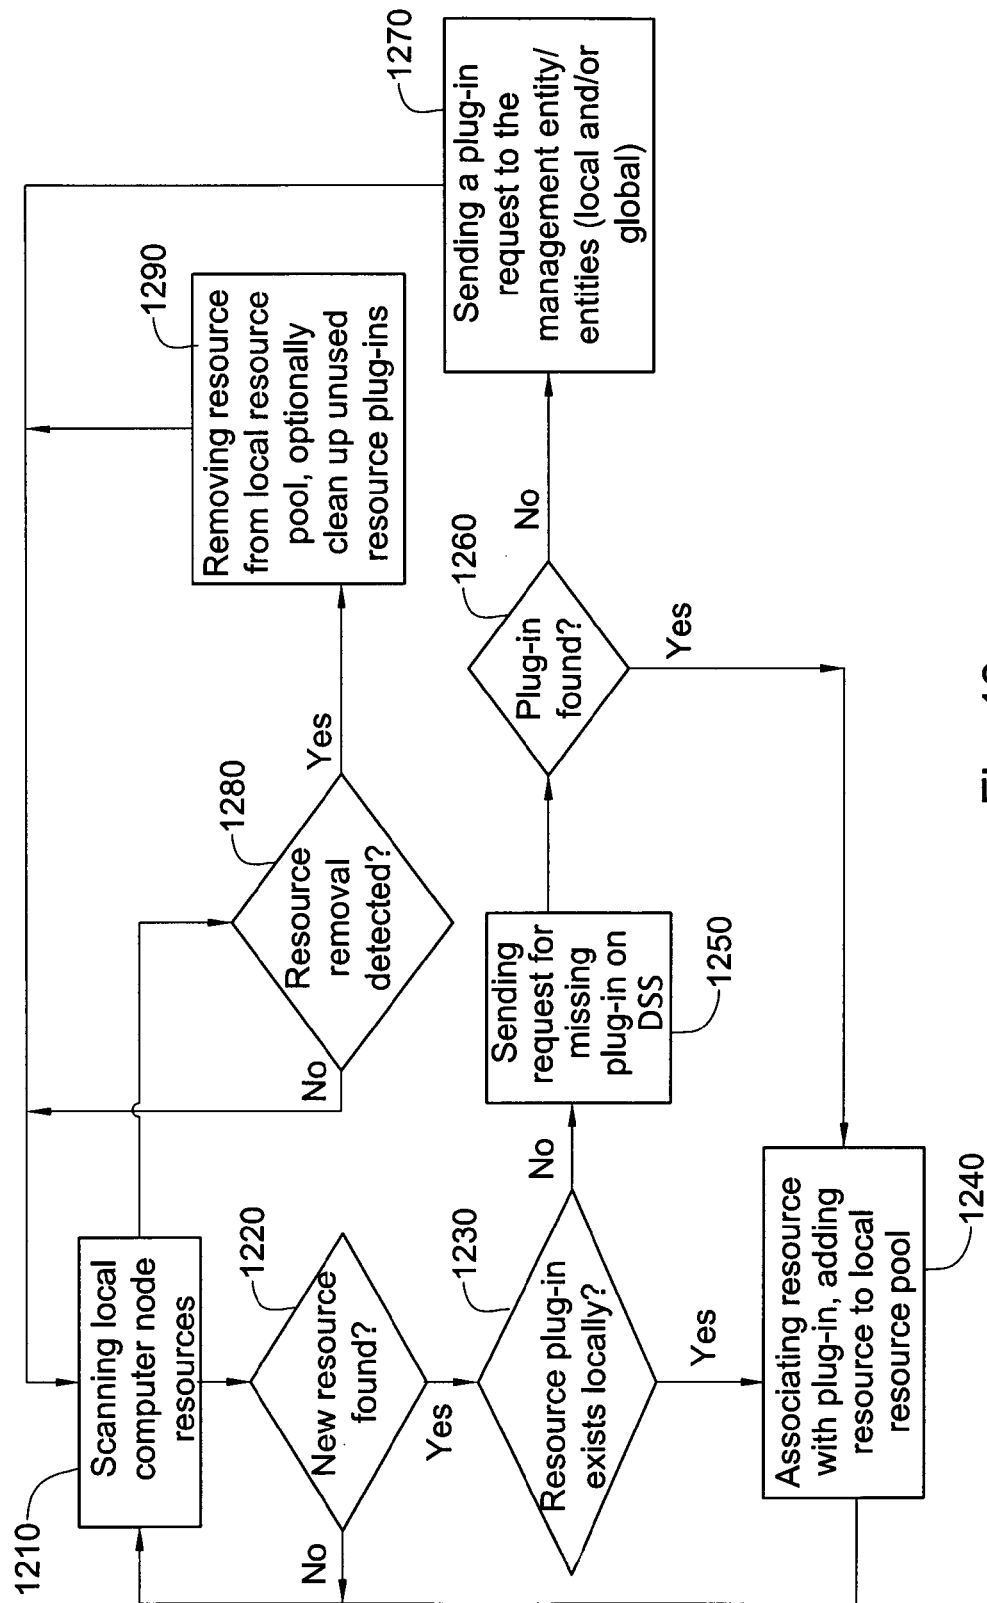 1210
Scanning local
computer node
resources
1220
New resource
found?
No
Yes
1230
Resource plug-in
exists locally?
Yes
No
1240
Associating resource
with plug-in, adding
resource to local
resource pool
Sending
request for
missing
plug-in on
DSS
1250
1260
Plug-in
found?
Yes
No
1270
Sending a plug-in
request to the
management entity/
entities (local and/or
global)
1280
Resource
removal
detected?
No
Yes
1290
Removing resource
from local resource
pool, optionally
clean up unused
resource plug-ins